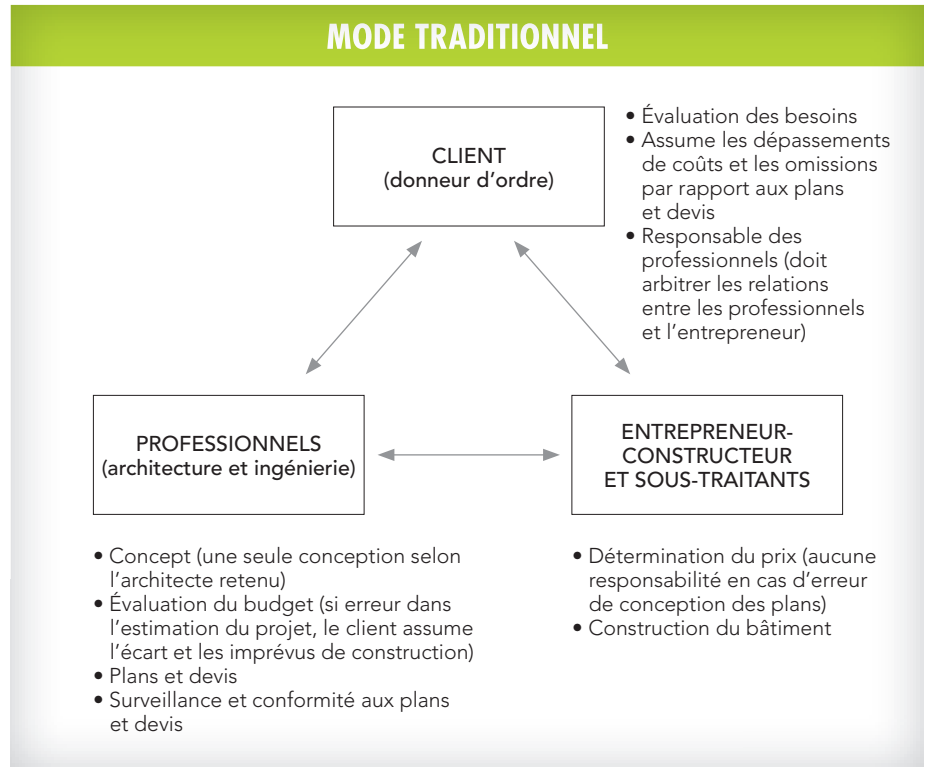 MODE TRADITIONNEL
CLIENT
(donneur d’ordre)
• Évaluation des besoins
• Assume les dépassements
de coûts et les omissions
par rapport aux plans
et devis
• Responsable des
professionnels (doit
arbitrer les relations
entre les professionnels
et l’entrepreneur)
PROFESSIONNELS
(architecture et ingénierie)
ENTREPRENEUR-
CONSTRUCTEUR
ET SOUS-TRAITANTS
• Concept (une seule conception selon
l’architecte retenu)
• Évaluation du budget (si erreur dans
l’estimation du projet, le client assume
l’écart et les imprévus de construction)
• Plans et devis
• Surveillance et conformité aux plans
et devis
• Détermination du prix (aucune
responsabilité en cas d’erreur
de conception des plans)
• Construction du bâtiment